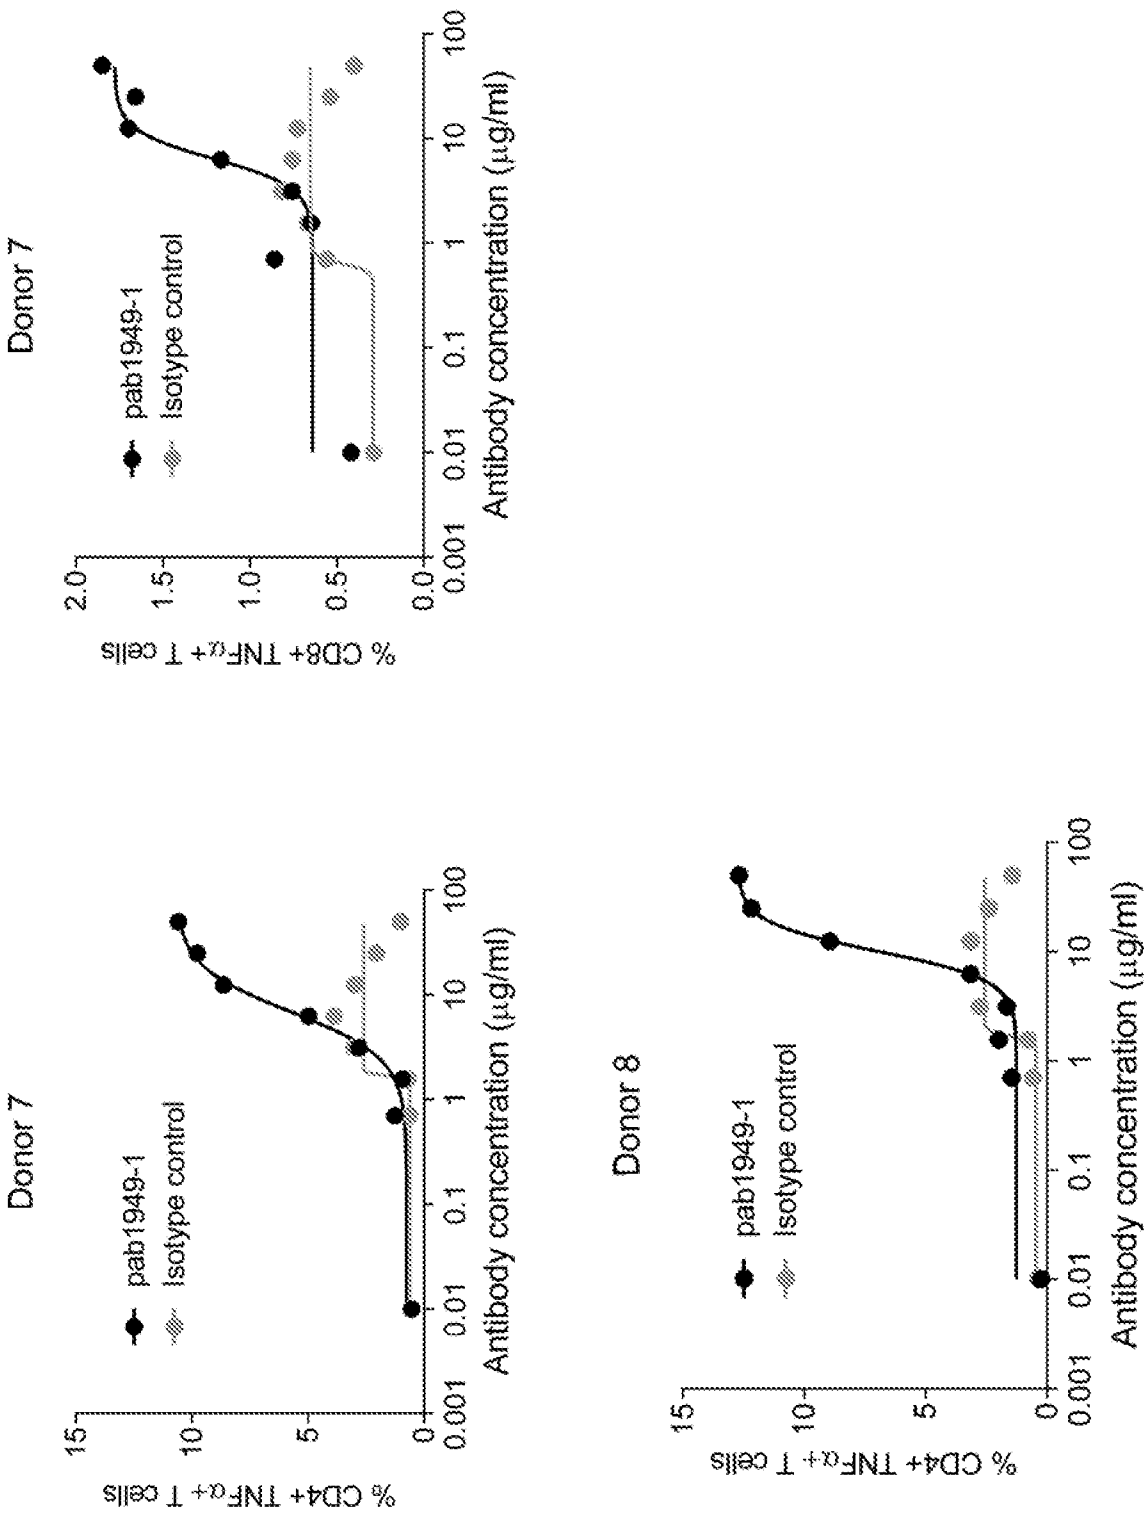 Donor 7
pab1949-1
Isotype control
% CD4+ TNFα+ T cells
15
10
5
0
0.001 0.01 0.1 1 10 100
Antibody concentration (μg/ml)
Donor 7
pab1949-1
Isotype control
% CD8+ TNFα+ T cells
2.0
1.5
1.0
0.5
0.0
0.001 0.01 0.1 1 10 100
Antibody concentration (μg/ml)
Donor 8
pab1949-1
Isotype control
% CD4+ TNFα+ T cells
15
10
5
0
0.001 0.01 0.1 1 10 100
Antibody concentration (μg/ml)